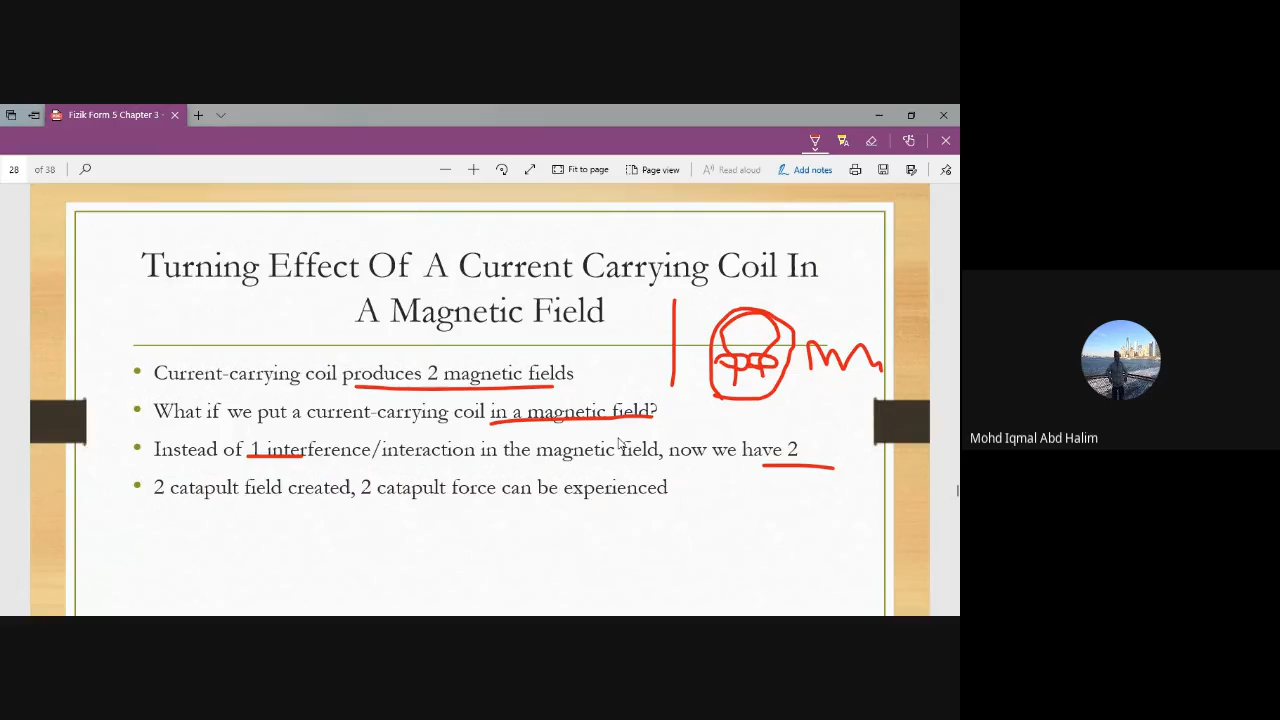 Fizik Form 5 Chapter 3
28 of 38
Fit to page
Page view
Read aloud
Add notes
Turning Effect Of A Current Carrying Coil In
A Magnetic Field
• Current-carrying coil produces 2 magnetic fields
• What if we put a current-carrying coil in a magnetic field?
• Instead of 1 interference/interaction in the magnetic field, now we have 2
• 2 catapult field created, 2 catapult force can be experienced
Mohd Iqmal Abd Halim